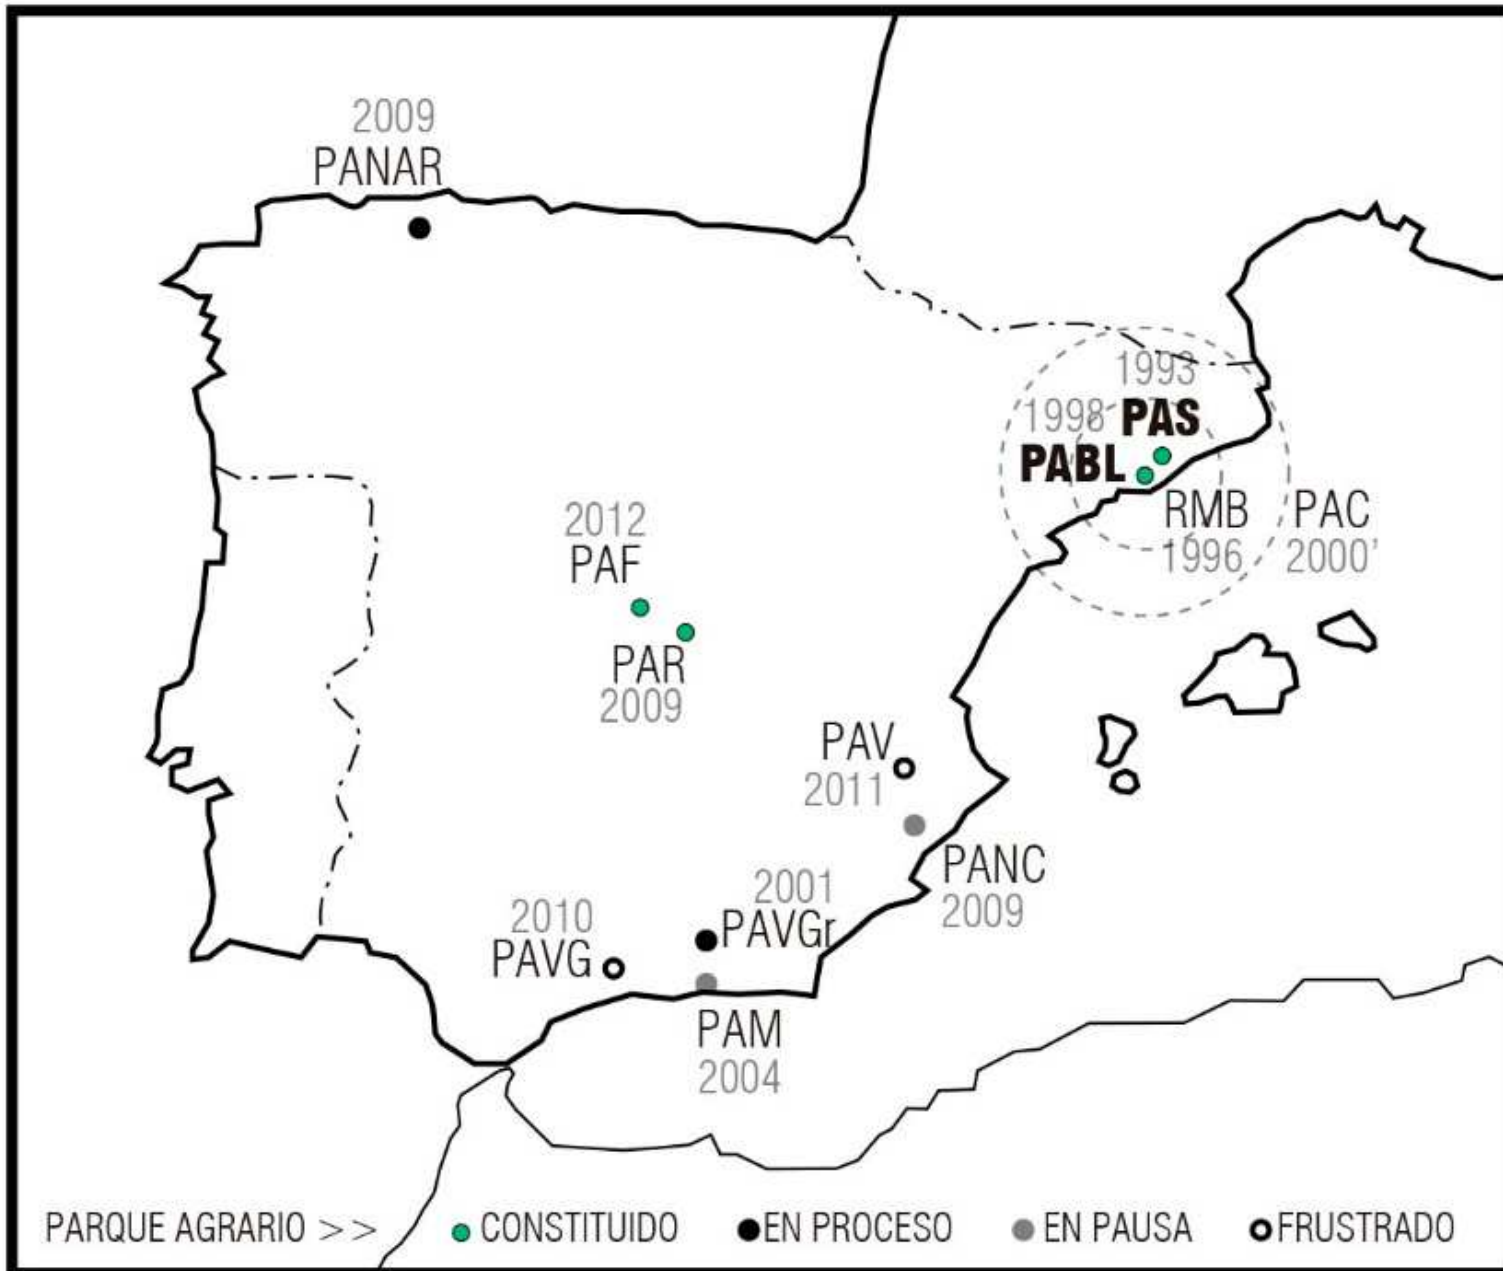 2009
PANAR
1993
1998 PAS
PABL
RMB PAC
1996 2000'
2012
PAF
PAR
2009
PAV
2011
PANC
2009
2001
PAVGr
2010
PAVG
PAM
2004
PARQUE AGRARIO >> CONSTITUIDO EN PROCESO EN PAUSA FRUSTRADO